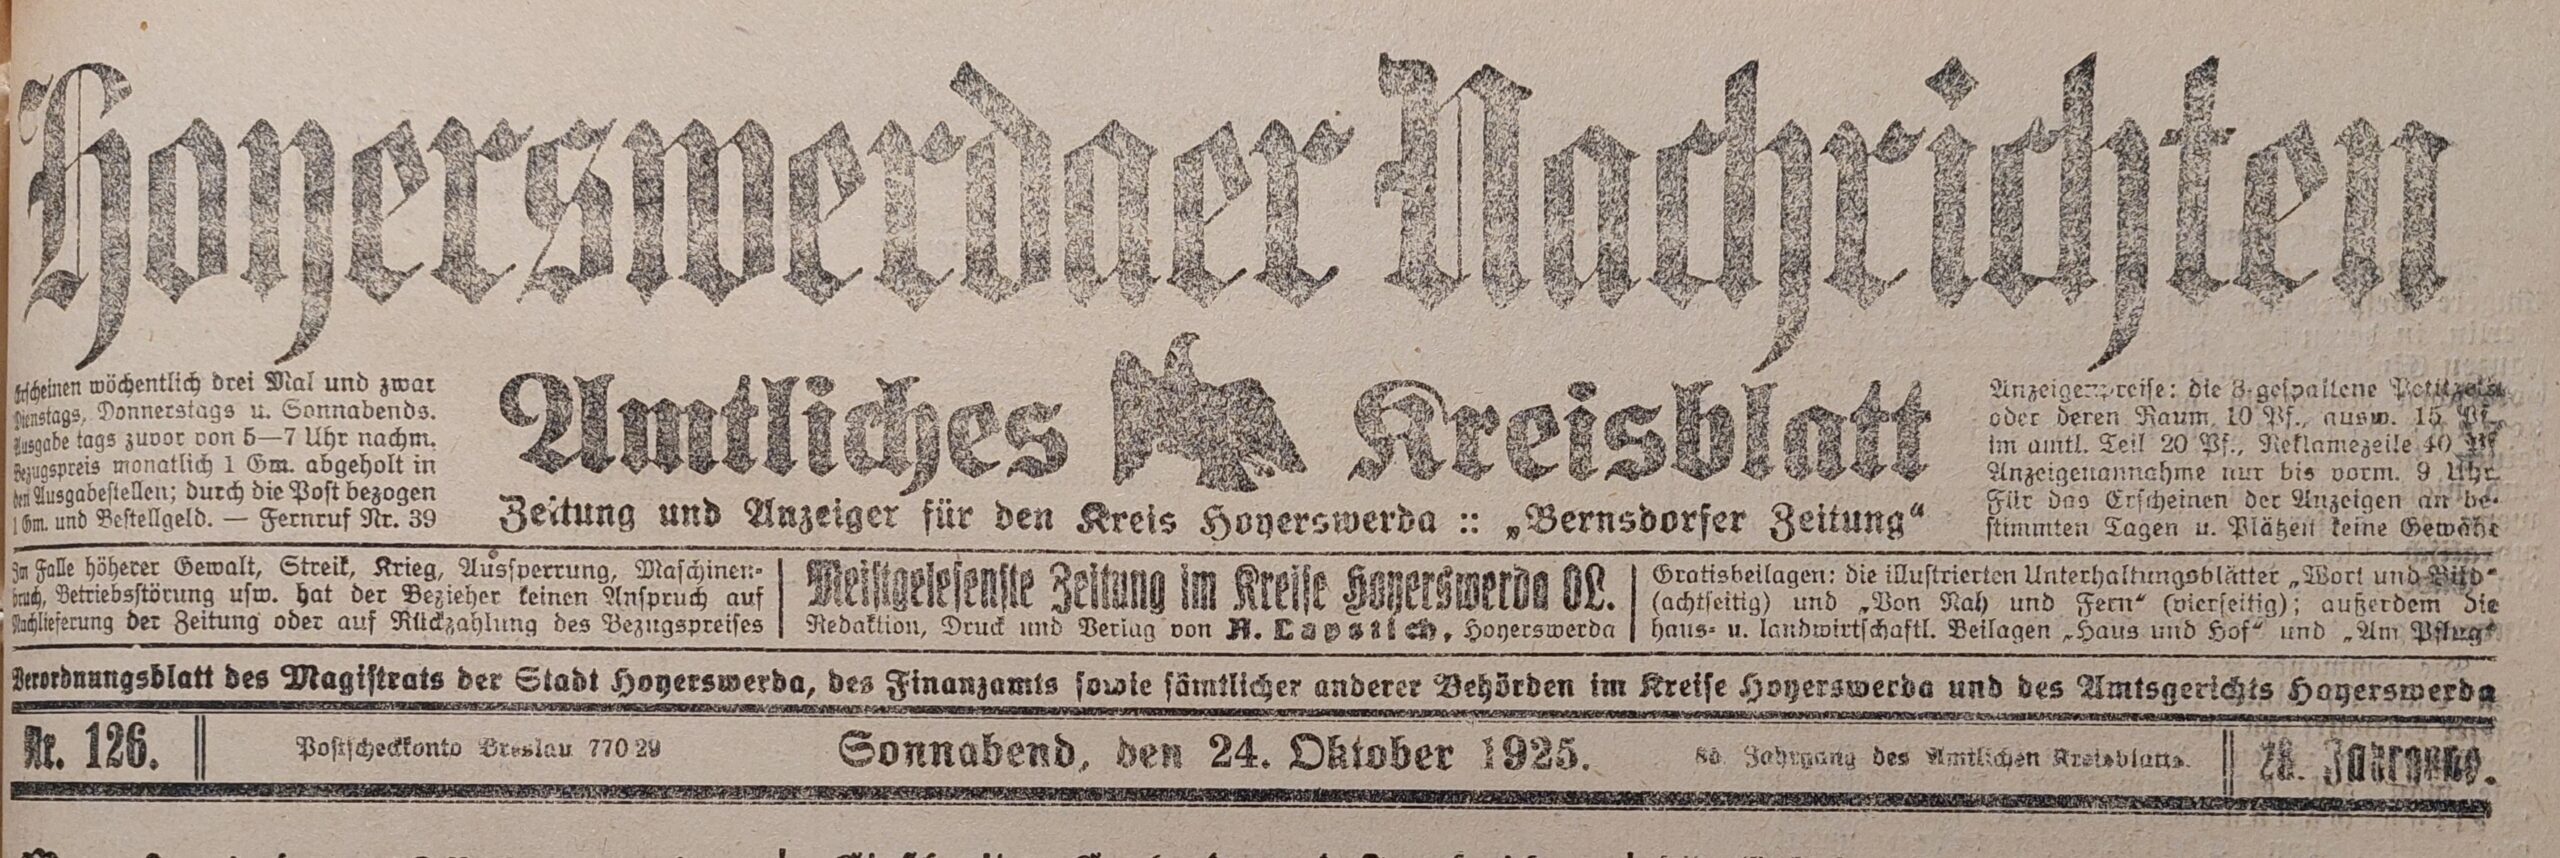 Hoyerswerdaer Nachrichten
Erscheinen wöchentlich drei Mal und zwar
Dienstags, Donnerstags u. Sonnabends.
Ausgabe tags zuvor von 5—7 Uhr nachm.
Bezugspreis monatlich 1 Gm. abgeholt in
den Ausgabestellen; durch die Post bezogen
1 Gm. und Bestellgeld. — Fernruf Nr. 39
Amtliches Kreisblatt
Zeitung und Anzeiger für den Kreis Hoyerswerda :: „Bernsdorfer Zeitung“
Anzeigenpreise: die 8-gespaltene Petitzeile
oder deren Raum 10 Pf., ausw. 15 Pf.,
im amtl. Teil 20 Pf., Reklamezeile 40 Pf.
Anzeigenannahme nur bis vorm. 9 Uhr.
Für das Erscheinen der Anzeigen an be-
stimmten Tagen u. Plätzen keine Gewähr
Im Falle höherer Gewalt, Streik, Krieg, Aussperrung, Maschinen-
bruch, Betriebsstörung usw. hat der Bezieher keinen Anspruch auf
Nachlieferung der Zeitung oder auf Rückzahlung des Bezugspreises
Meistgelesenste Zeitung im Kreise Hoyerswerda OL.
Redaktion, Druck und Verlag von Hoyerswerda
Gratisbeilagen: die illustrierten Unterhaltungsblätter „Wort und Bild“
(achtseitig) und „Von Nah und Fern“ (vierseitig); außerdem die
haus- u. landwirtschaftl. Beilagen „Haus und Hof“ und „Am Pflug“
Verordnungsblatt des Magistrats der Stadt Hoyerswerda, des Finanzamts sowie sämtlicher anderer Behörden im Kreise Hoyerswerda und des Amtsgerichts Hoyerswerda
Nr. 126.
Postscheckkonto Breslau 770 29
Sonnabend, den 24. Oktober 1925.
Jahrgang des Amtlichen Kreisblatts.
28. Jahrgang.